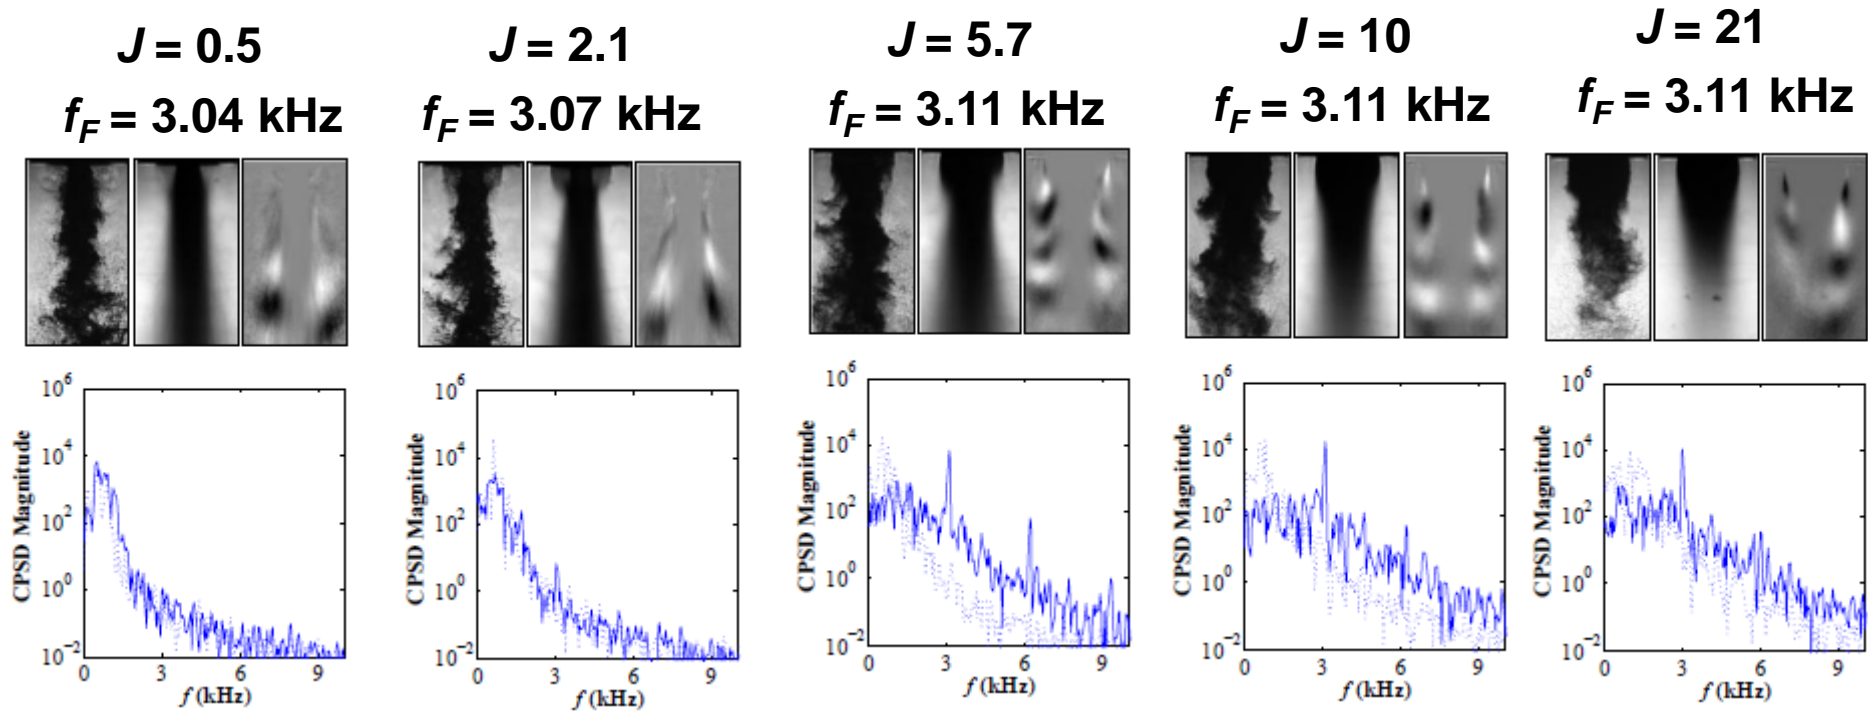 J = 0.5
f_F = 3.04 kHz
J = 2.1
f_F = 3.07 kHz
J = 5.7
f_F = 3.11 kHz
J = 10
f_F = 3.11 kHz
J = 21
f_F = 3.11 kHz
CPSD Magnitude
10^6
10^4
10^2
10^0
10^-2
0 3 6 9
f (kHz)
CPSD Magnitude
10^6
10^4
10^2
10^0
10^-2
0 3 6 9
f (kHz)
CPSD Magnitude
10^6
10^4
10^2
10^0
10^-2
0 3 6 9
f (kHz)
CPSD Magnitude
10^6
10^4
10^2
10^0
10^-2
0 3 6 9
f (kHz)
CPSD Magnitude
10^6
10^4
10^2
10^0
10^-2
0 3 6 9
f (kHz)